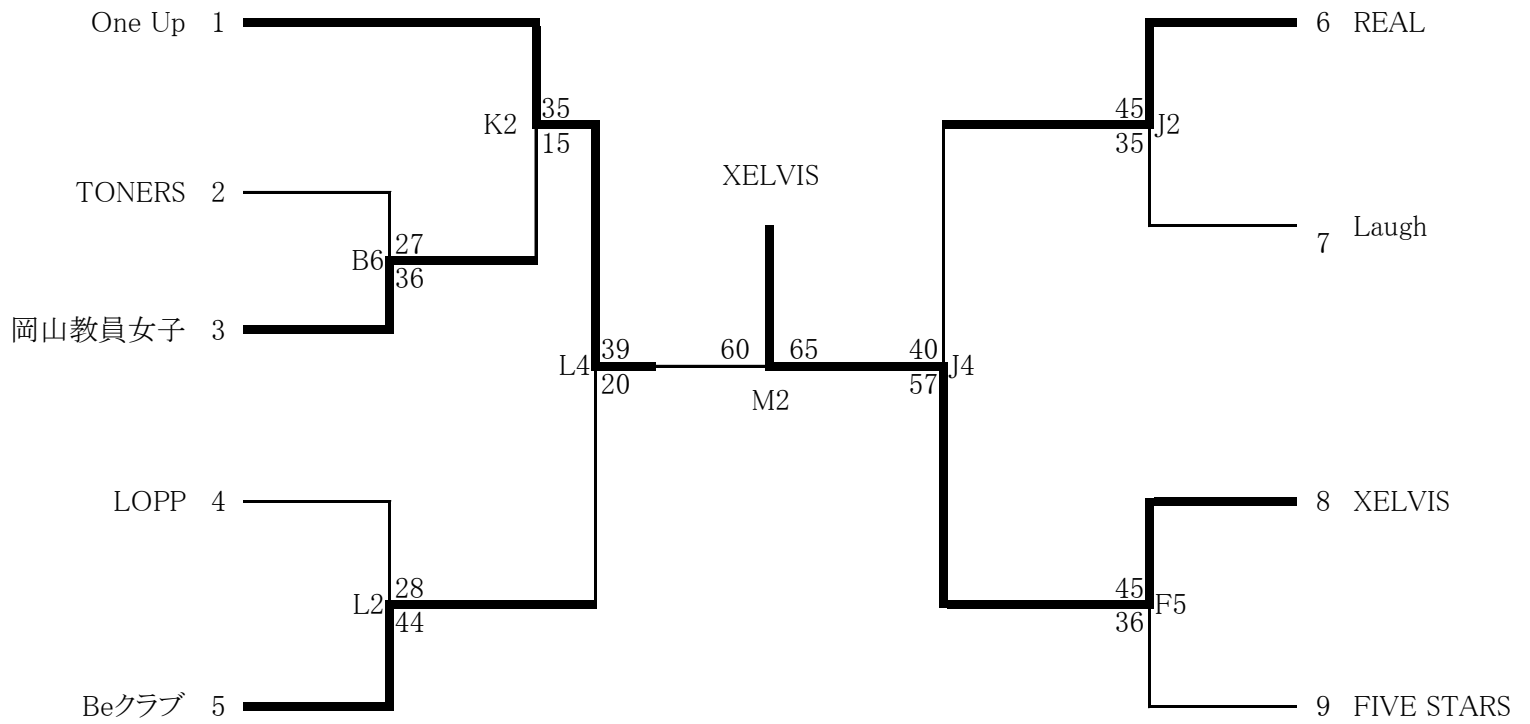 One Up 1
6 REAL
35
K2
15
45
J2
35
TONERS 2
XELVIS
7 Laugh
27
B6
36
岡山教員女子 3
39
L4
20
60 65
M2
40
J4
57
LOPP 4
8 XELVIS
28
L2
44
45
F5
36
Beクラブ 5
9 FIVE STARS